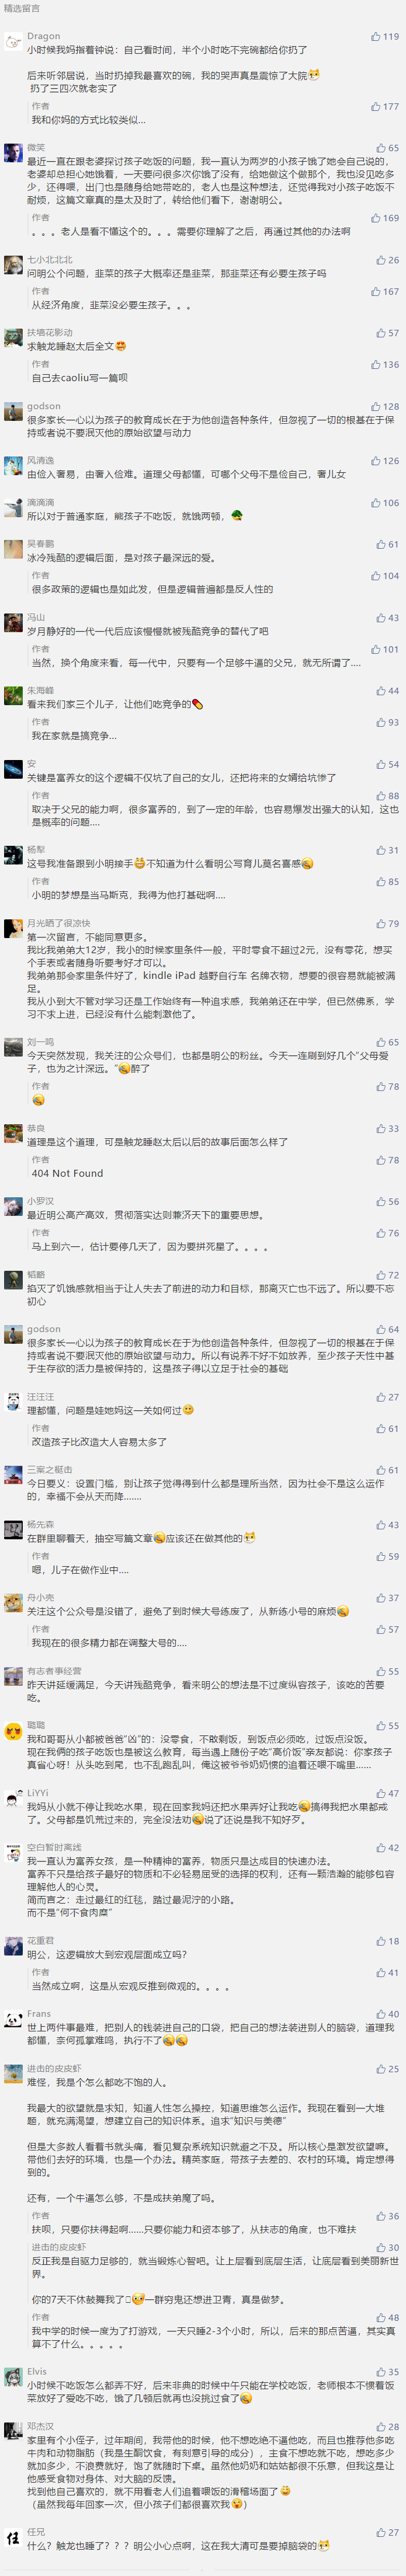 精选留言
Dragon
119
小时候我妈指着钟说：自己看时间，半个小时吃不完碗都给你扔了
后来听邻居说，当时扔掉我最喜欢的碗，我的哭声真是震惊了大院
扔了三四次就老实了
作者
177
我和你妈的方式比较类似...
微笑
65
最近一直在跟老婆探讨孩子吃饭的问题，我一直认为两岁的小孩子饿了她会自己说的，
老婆却总担心她饿着，一天要问很多次你饿了没有，给她做这个做那个，我也没见吃多
少，还得喂，出门也是随身给她带吃的，老人也是这种想法，还觉得我对小孩子吃饭不
耐烦，这篇文章真的是太及时了，转给他们看下，谢谢明公。
作者
169
。。。老人是看不懂这个的。。。需要你理解了之后，再通过其他的办法啊
七小北北北
26
问明公个问题，韭菜的孩子大概率还是韭菜，那韭菜还有必要生孩子吗
作者
167
从经济角度，韭菜没必要生孩子。。。
扶墙花影动
57
求触龙睡赵太后全文
作者
136
自己去caoliu写一篇呗
godson
128
很多家长一心以为孩子的教育成长在于为他创造各种条件，但忽视了一切的根基在于保
持或者说不要泯灭他的原始欲望与动力
风清逸
126
由俭入奢易，由奢入俭难。道理父母都懂，可哪个父母不是俭自己，奢儿女
滴滴滴
106
所以对于普通家庭，熊孩子不吃饭，就饿两顿，
吴春鹏
61
冰冷残酷的逻辑后面，是对孩子最深远的爱。
作者
104
很多政策的逻辑也是如此发，但是逻辑普遍都是反人性的
冯山
43
岁月静好的一代一代后应该慢慢就被残酷竞争的替代了吧
作者
101
当然，换个角度来看，每一代中，只要有一个足够牛逼的父兄，就无所谓了....
朱海峰
44
看来我们家三个儿子，让他们吃竞争的
作者
93
我在家就是搞竞争...
安
54
关键是富养女的这个逻辑不仅坑了自己的女儿，还把将来的女婿给坑惨了
作者
88
取决于父兄的能力啊，很多富养的，到了一定的年龄，也容易爆发出强大的认知，这也
是概率的问题....
杨犁
31
这号我准备跟到小明接手不知道为什么看明公写育儿莫名喜感
作者
85
小明的梦想是当马斯克，我得为他打基础啊....
月光晒了很凉快
79
第一次留言，不能同意更多。
我比我弟弟大12岁，我小的时候家里条件一般，平时零食不超过2元，没有零花，想买
个手表或者随身听要考好才可以。
我弟弟那会家里条件好了，kindle iPad 越野自行车 名牌衣物，想要的很容易就能被满
足。
我从小到大不管对学习还是工作始终有一种追求感，我弟弟还在中学，但已然佛系，学
习不求上进，已经没有什么能刺激他了。
刘一鸣
65
今天突然发现，我关注的公众号们，也都是明公的粉丝。今天一连刷到好几个“父母爱
子，也为之计深远。”醉了
作者
78
恭良
33
道理是这个道理，可是触龙睡赵太后以后的故事后面怎么样了
作者
78
404 Not Found
小罗汉
56
最近明公高产高效，贯彻落实达则兼济天下的重要思想。
作者
76
马上到六一，估计要停几天了，因为要拼死星了。。。。
韬略
72
掐灭了饥饿感就相当于让人失去了前进的动力和目标，那离灭亡也不远了。所以要不忘
初心
godson
64
很多家长一心以为孩子的教育成长在于为他创造各种条件，但忽视了一切的根基在于保
持或者说不要泯灭他的原始欲望与动力。所以有说养不好不如放养，至少孩子天性中基
于生存欲的活力是被保持的，这是孩子得以立足于社会的基础
汪汪汪
27
理都懂，问题是娃她妈这一关如何过
作者
61
改造孩子比改造大人容易太多了
三案之梃击
61
今日要义：设置门槛，别让孩子觉得得到什么都是理所当然，因为社会不是这么运作
的，幸福不会从天而降.......
杨先森
43
在群里聊着天，抽空写篇文章应该还在做其他的
作者
59
嗯，儿子在做作业中....
舟小壳
37
关注这个公众号是没错了，避免了到时候大号练废了，从新练小号的麻烦
作者
57
我现在的很多精力都在调整大号的....
有志者事经营
55
昨天讲延缓满足，今天讲残酷竞争，看来明公的想法是不过度纵容孩子，该吃的苦要
吃。
璐璐
55
我和哥哥从小都被爸爸“凶”的：没零食，不敢剩饭，到饭点必须吃，过饭点没饭。
现在我俩的孩子吃饭也是被这么教育，每当遇上随份子吃“高价饭”亲友都说：你家孩子
真省心呀！从头吃到尾，也不乱跑乱叫，俺这被爷爷奶奶惯的追着还喂不嘴里......
LiYYi
47
我妈从小就不停让我吃水果，现在回家我妈还把水果弄好让我吃搞得我把水果都戒
了。父母都是饥荒过来的，完全没法劝说了还说是我不知好歹。
空白暂时离线
42
我一直认为富养女孩，是一种精神的富养，物质只是达成目的快速办法。
富养不只是给孩子最好的物质和不必轻易屈受的选择的权利，还有一颗浩瀚的能够包容
理解他人的心灵。
简而言之：走过最红的红毯，踏过最泥泞的小路。
而不是“何不食肉糜”
花重君
18
明公，这逻辑放大到宏观层面成立吗？
作者
41
当然成立啊，这是从宏观反推到微观的。。。。
Frans
40
世上两件事最难，把别人的钱装进自己的口袋，把自己的想法装进别人的脑袋，道理我
都懂，奈何孤掌难鸣，执行不了
进击的皮皮虾
25
难怪，我是个怎么都吃不饱的人。
我最大的欲望就是求知，知道人性怎么操控，知道思维怎么运作。我现在看到一大堆
题，就充满渴望，想建立自己的知识体系。追求“知识与美德”
但是大多数人看看书就头痛，看见复杂系统知识就避之不及。所以核心是激发欲望嘛。
带他们去好的环境，也是一个办法。精英家庭，带孩子去差的、农村的环境。肯定想得
到的。
还有，一个牛逼怎么够，不是成扶弟魔了吗。
作者
36
扶呗，只要你扶得起啊......只要你能力和资本够了，从扶志的角度，也不难扶
进击的皮皮虾
30
反正我是自驱力足够的，就当锻炼心智吧。让上层看到底层生活，让底层看到美丽新世
界。
你的7天不休鼓舞我了一群穷鬼还想进卫青，真是做梦。
作者
48
我中学的时候一度为了打游戏，一天只睡2-3个小时，所以，后来的那点苦逼，其实真
算不了什么。。。。。
Elvis
35
小时候不吃饭怎么都弄不好，后来非典的时候中午只能在学校吃饭，老师根本不惯着饭
菜放好了爱吃不吃，饿了几顿后就再也没挑过食了
邓杰汉
28
家里有个小侄子，过年期间，我带他的时候，他不想吃绝不逼他吃，而且也推荐他多吃
牛肉和动物脂肪（我是生酮饮食，有刻意引导的成分），主食不想吃就不吃，想吃多少
就加多少，不浪费就好，饱了就随时下桌。虽然他奶奶和姑姑都很不乐意，但我这是让
他感受食物对身体、对大脑的反馈。
找到他自己喜欢的，就不用看老人们追着喂饭的滑稽场面了
（虽然我每年回家一次，但小孩子们都很喜欢我）
任兄
27
什么？触龙也睡了？？？明公小心点啊，这在我大清可是要掉脑袋的